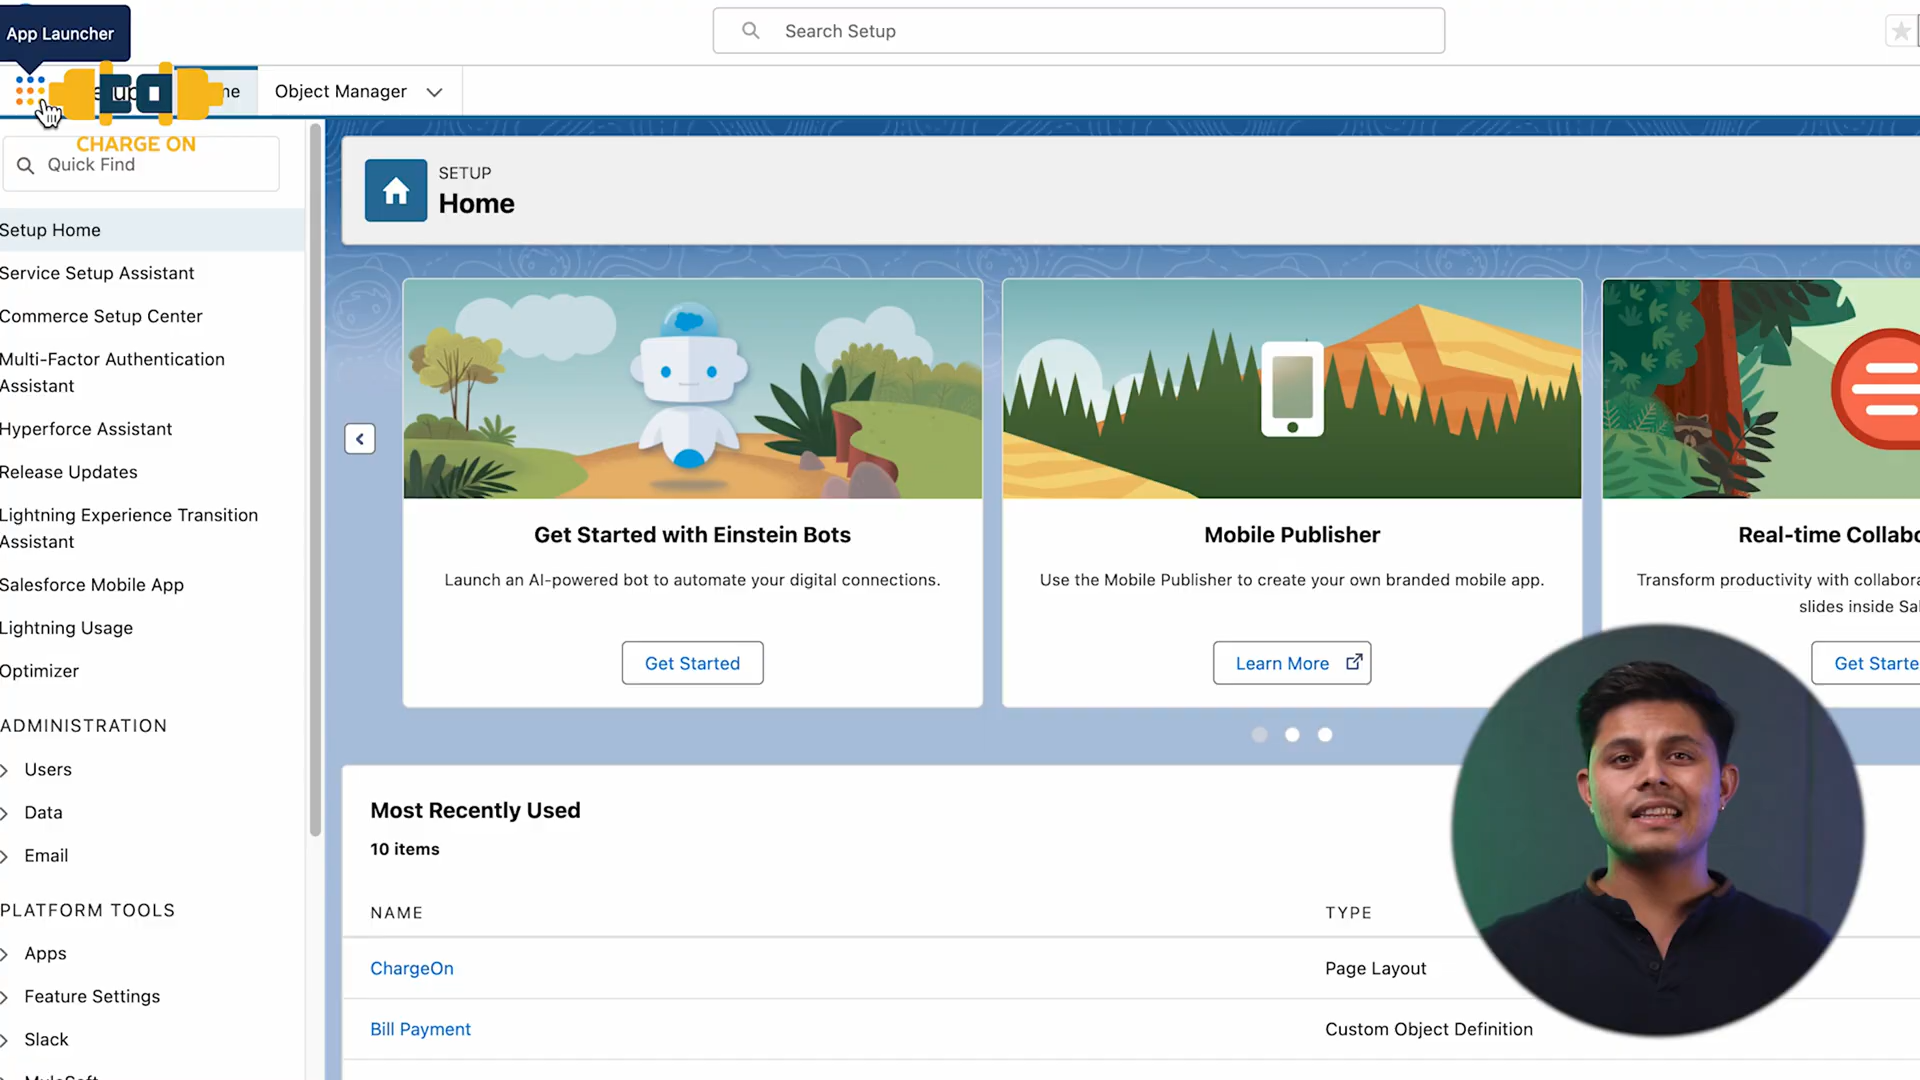 App Launcher
Search Setup
Object Manager
CHARGE ON
Quick Find
SETUP
Home
Setup Home
Service Setup Assistant
Commerce Setup Center
Multi-Factor Authentication
Assistant
Hyperforce Assistant
Release Updates
Lightning Experience Transition
Assistant
Salesforce Mobile App
Lightning Usage
Optimizer
ADMINISTRATION
Users
Data
Email
PLATFORM TOOLS
Apps
Feature Settings
Slack
Get Started with Einstein Bots
Launch an AI-powered bot to automate your digital connections.
Get Started
Mobile Publisher
Use the Mobile Publisher to create your own branded mobile app.
Learn More
Real-time
Transform productivity with
slides inside
Get
Most Recently Used
10 items
NAME TYPE
ChargeOn Page Layout
Bill Payment Custom Object Definition